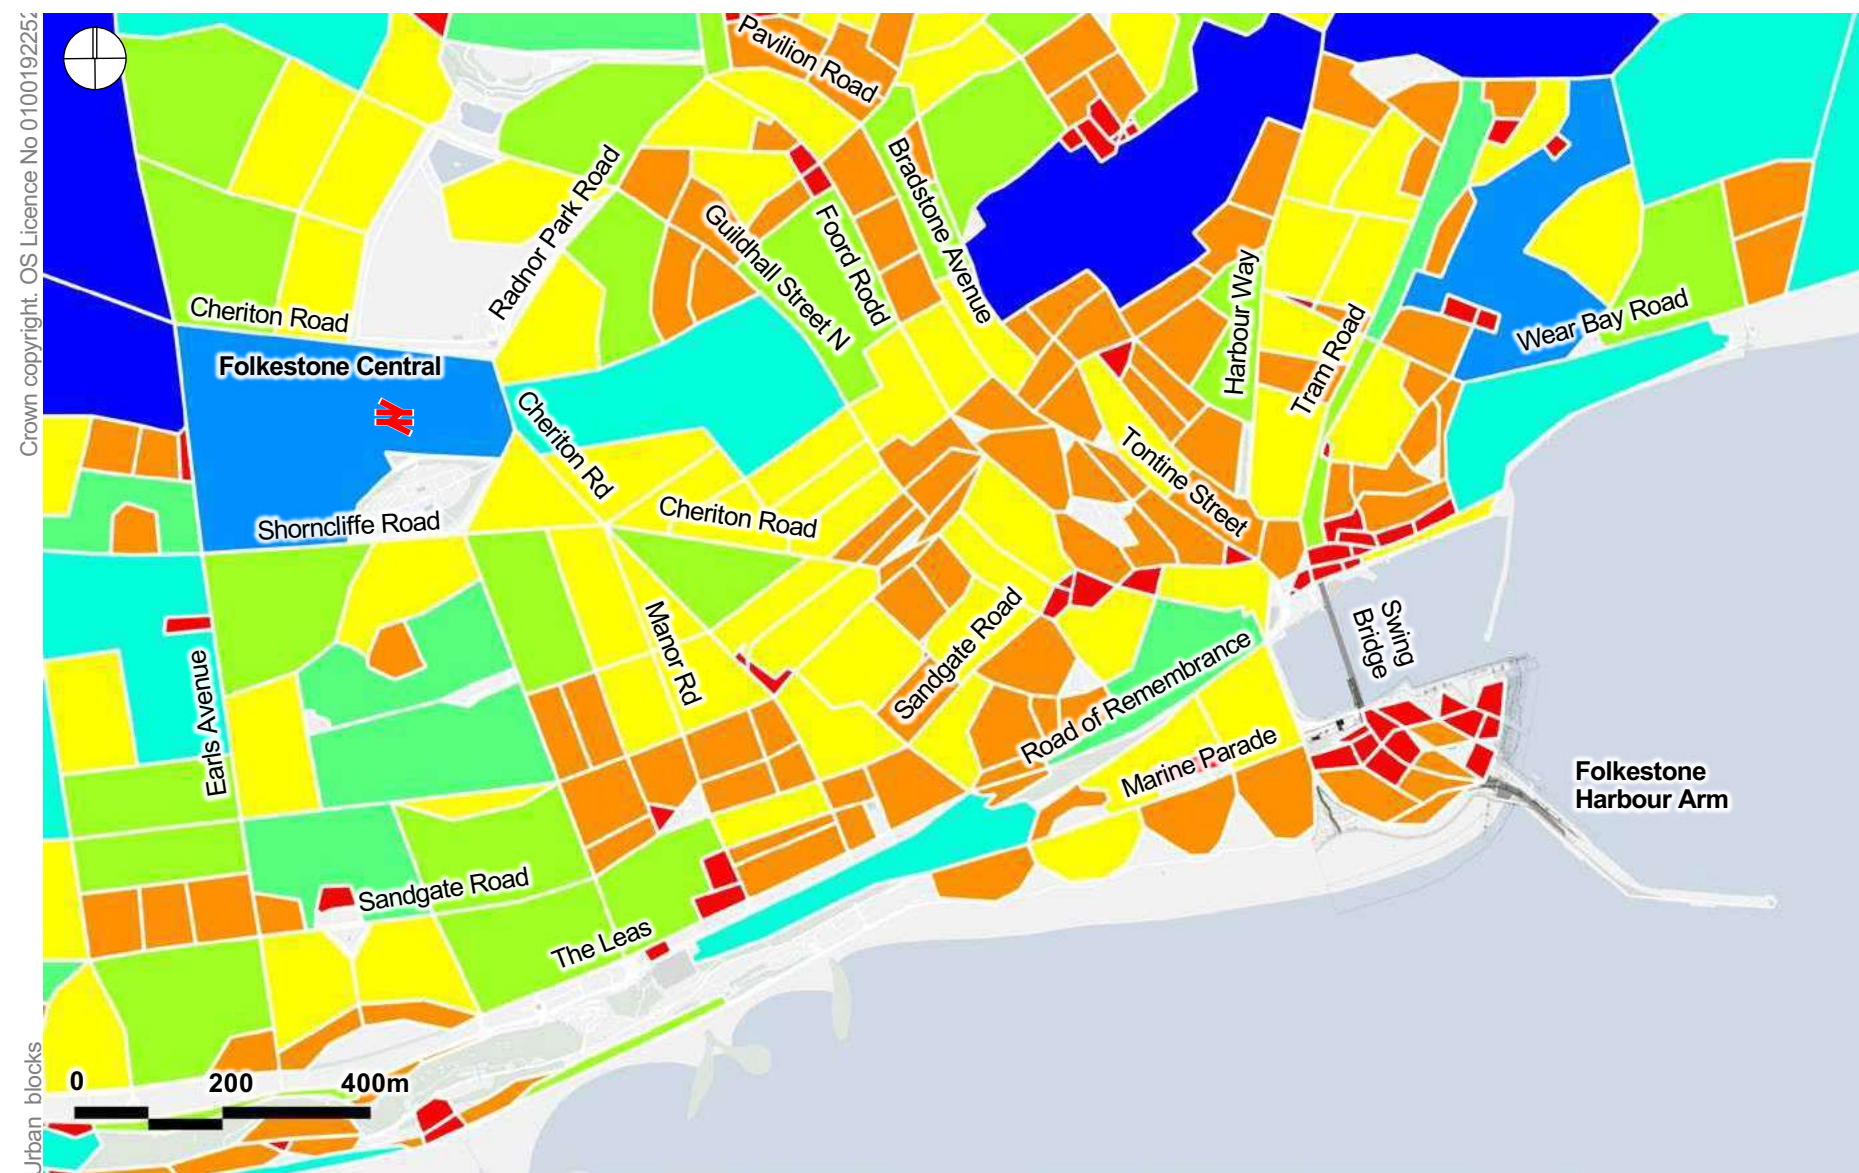 Crown copyright. OS Licence No 010019225
Urban blocks
Pavilion Road
Bradstone Avenue
Radnor Park Road
Guildhall Street N
Foord Rodd
Harbour Way
Tram Road
Wear Bay Road
Cheriton Road
Folkestone Central
Cheriton Rd
Tontine Street
Cheriton Road
Shorncliffe Road
Manor Rd
Sandgate Road
Swing
Bridge
Road of Remembrance
Earls Avenue
Marine Parade
Folkestone
Harbour Arm
Sandgate Road
The Leas
0 200 400m